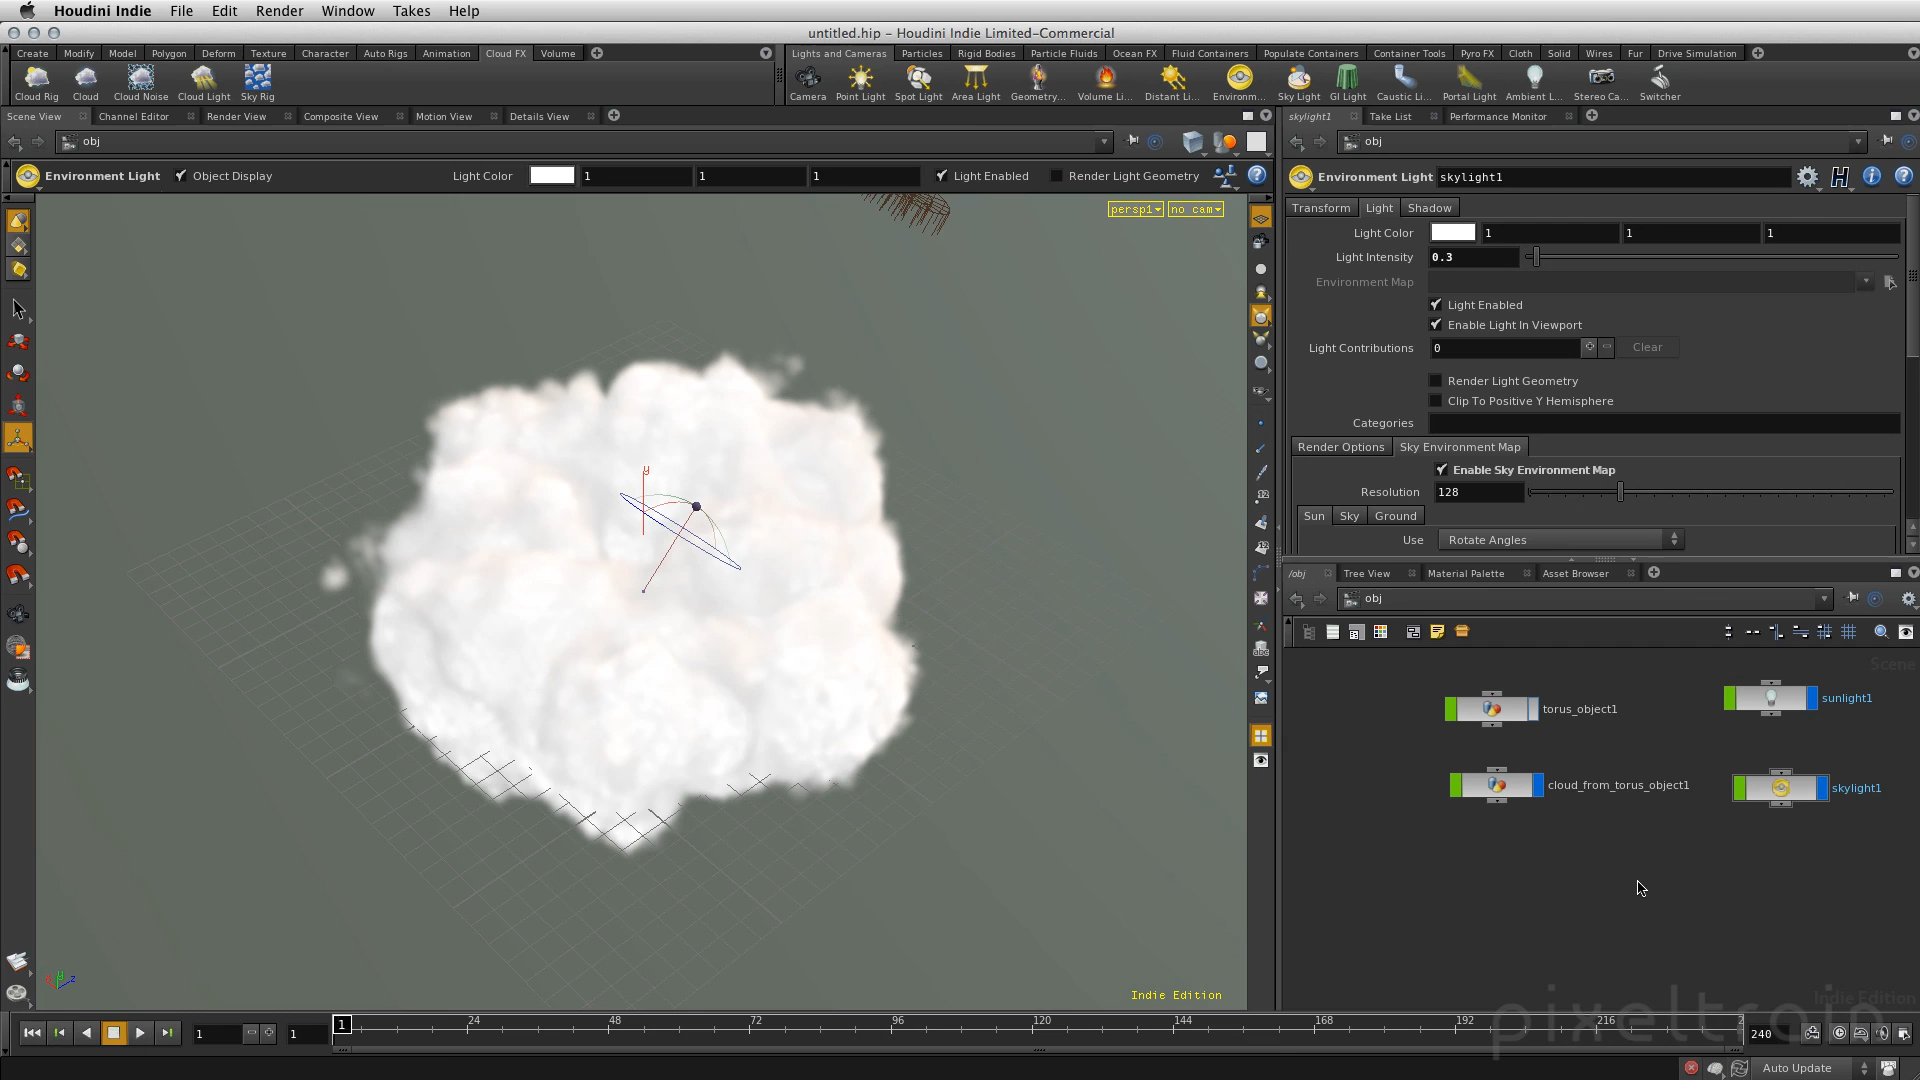 Houdini Indie File Edit Render Window Takes Help
untitled.hip – Houdini Indie Limited-Commercial
Create Modify Model Polygon Deform Texture Character Auto Rigs Animation Cloud FX Volume
Lights and Cameras Particles Rigid Bodies Particle Fluids Ocean FX Fluid Containers Populate Containers Container Tools Pyro FX Cloth Solid Wires Fur Drive Simulation
Cloud Rig Cloud Cloud Noise Cloud Light Sky Rig
Camera Point Light Spot Light Area Light Geometry... Volume Li... Distant Li... Environm... Sky Light GI Light Caustic Li... Portal Light Ambient L... Stereo Ca... Switcher
Scene View Channel Editor Render View Composite View Motion View Details View
skylight1 Take List Performance Monitor
obj
obj
Environment Light Object Display Light Color 1 1 1 Light Enabled Render Light Geometry
Environment Light skylight1
persp1 no cam
Transform Light Shadow
Light Color 1 1 1
Light Intensity 0.3
Environment Map
Light Enabled
Enable Light In Viewport
Light Contributions 0 Clear
Render Light Geometry
Clip To Positive Y Hemisphere
Categories
Render Options Sky Environment Map
Enable Sky Environment Map
Resolution 128
Sun Sky Ground
Use Rotate Angles
y
/obj Tree View Material Palette Asset Browser
obj
Scene
torus_object1
sunlight1
cloud_from_torus_object1
skylight1
y
z
Indie Edition
Indie Edition
pixeltrain
1 1 1 24 48 72 96 120 144 168 192 216 2 240
Auto Update